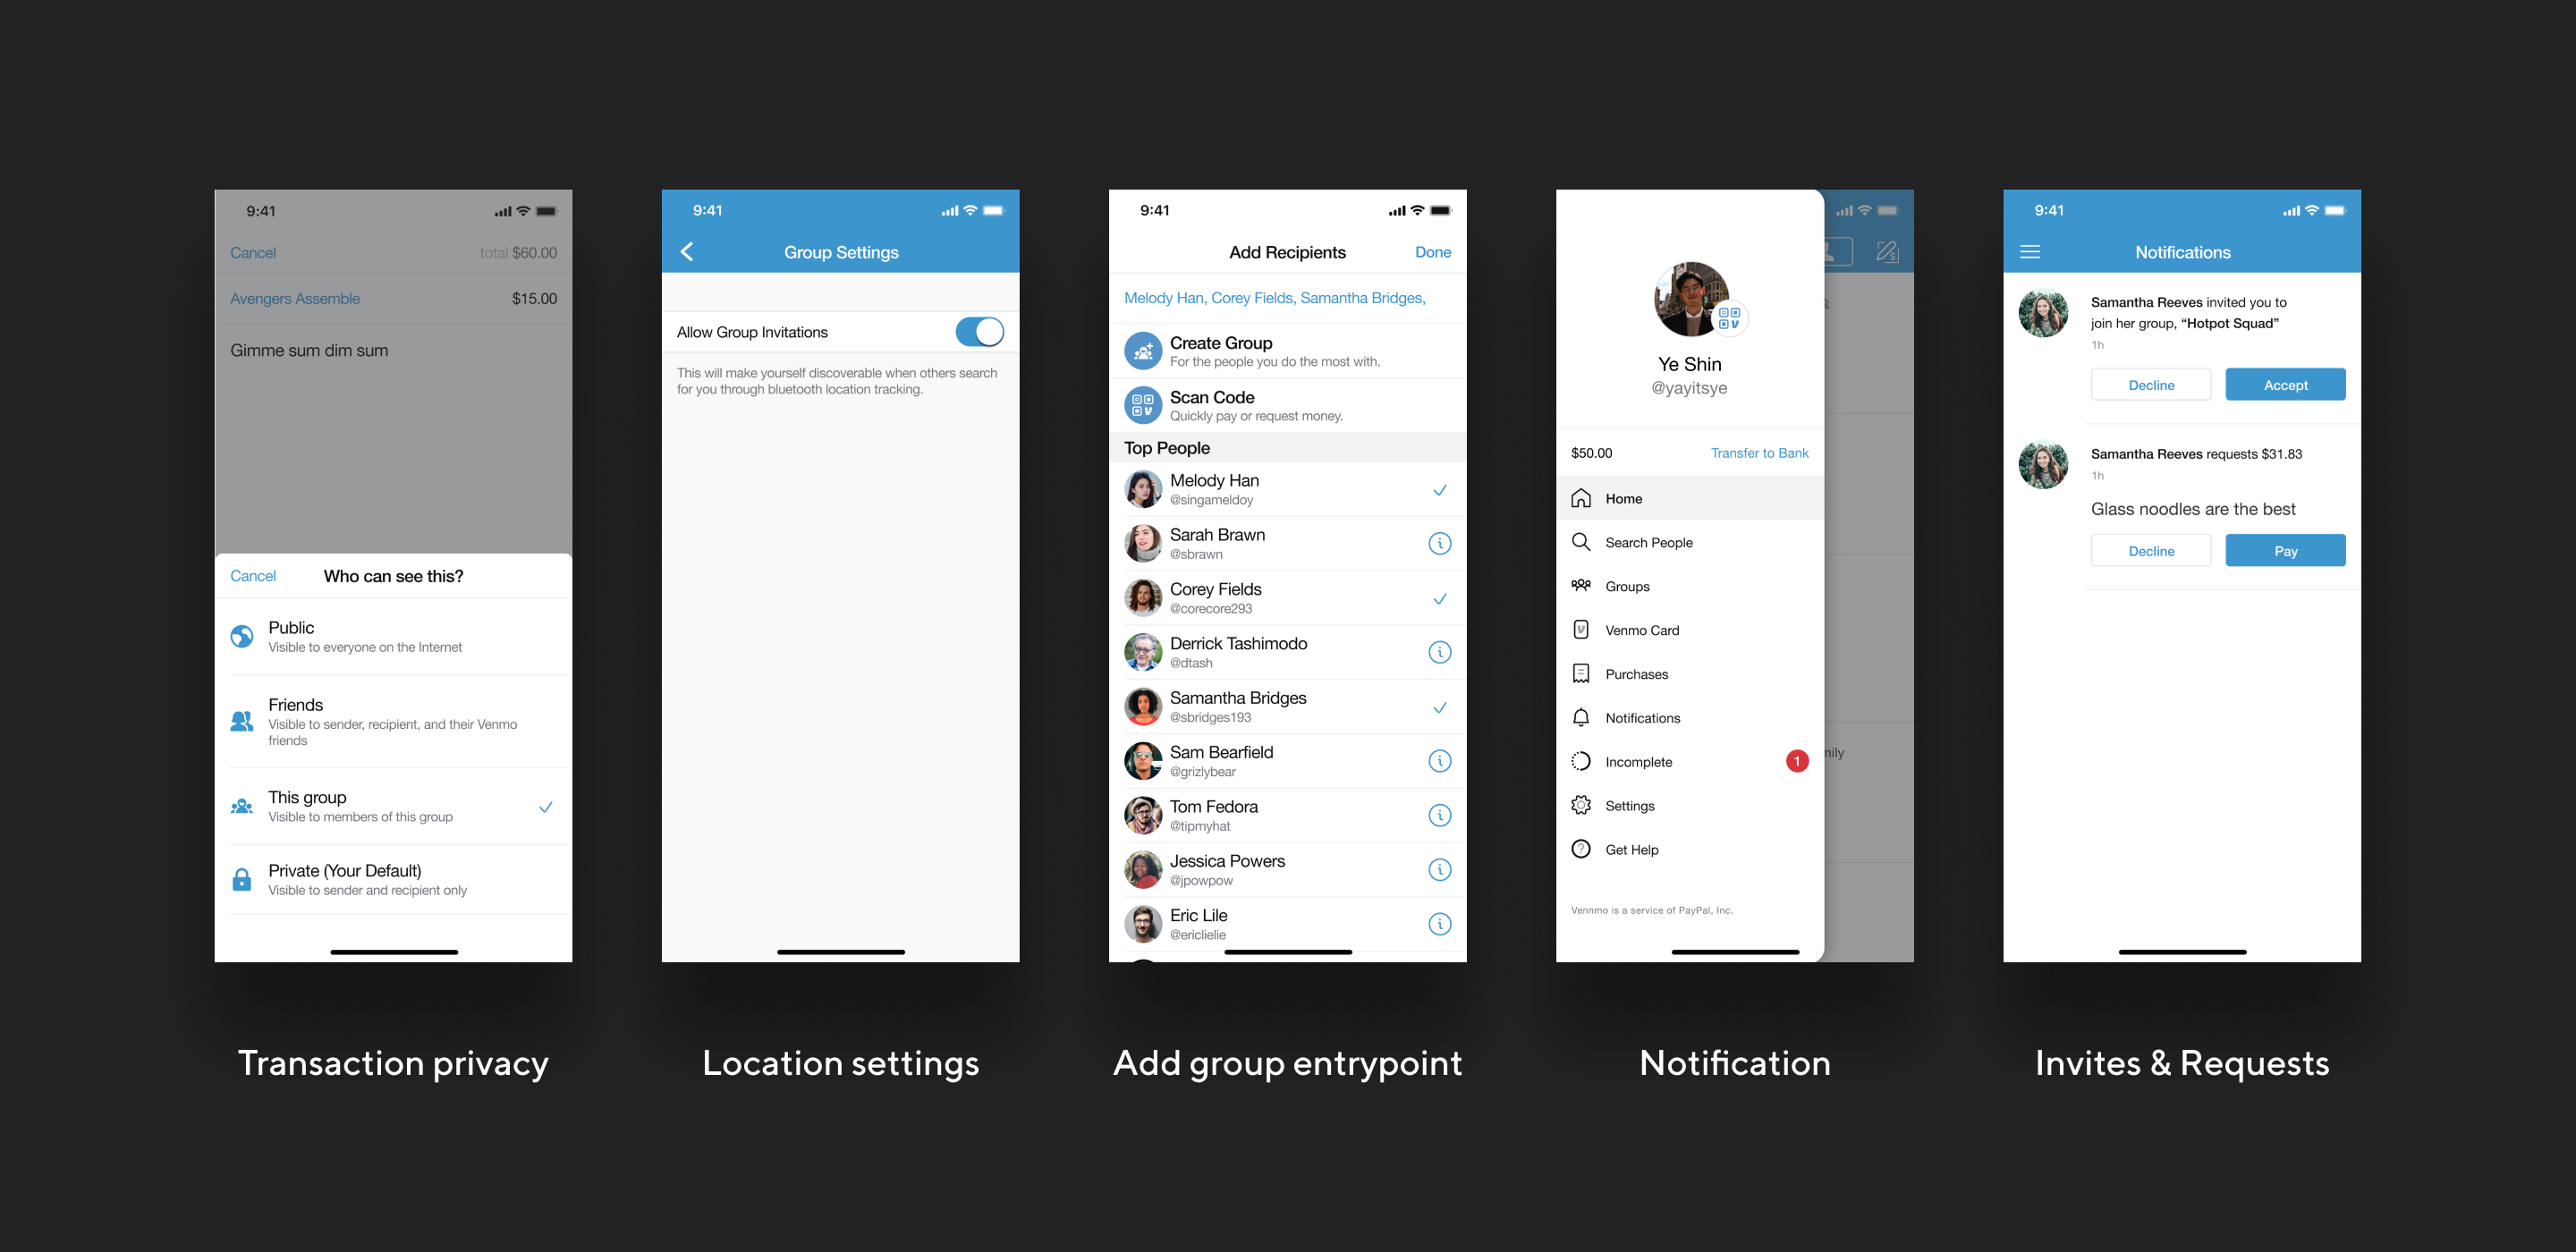 9:41
Cancel
total $60.00
Avengers Assemble
$15.00
Gimme sum dim sum
Cancel
Who can see this?
Public
Visible to everyone on the Internet
Friends
Visible to sender, recipient, and their Venmo
friends
This group
Visible to members of this group
Private (Your Default)
Visible to sender and recipient only
Transaction privacy
9:41
Group Settings
Allow Group Invitations
This will make yourself discoverable when others search
for you through bluetooth location tracking.
Location settings
9:41
Add Recipients
Done
Melody Han, Corey Fields, Samantha Bridges,
Create Group
For the people you do the most with.
Scan Code
Quickly pay or request money.
Top People
Melody Han
@singameldoy
Sarah Brawn
@sbrawn
Corey Fields
@corecore293
Derrick Tashimodo
@dtash
Samantha Bridges
@sbridges193
Sam Bearfield
@grizlybear
Tom Fedora
@tipmyhat
Jessica Powers
@jpowpow
Eric Lile
@ericlielie
Add group entrypoint
Ye Shin
@yayitsye
$50.00
Transfer to Bank
Home
Search People
Groups
Venmo Card
Purchases
Notifications
Incomplete
1
Settings
Get Help
Vennmo is a service of PayPal, Inc.
Notification
9:41
Notifications
Samantha Reeves invited you to
join her group, “Hotpot Squad”
1h
Decline
Accept
Samantha Reeves requests $31.83
1h
Glass noodles are the best
Decline
Pay
Invites & Requests